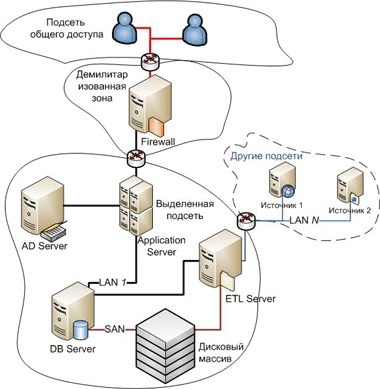 Подсеть
общего доступа
Демилитар
изованная
зона
Firewall
Другие подсети
Источник 1
Источник 2
LAN N
Выделенная
подсеть
AD Server
Application
Server
LAN 1
ETL Server
DB Server
SAN
Дисковый
массив